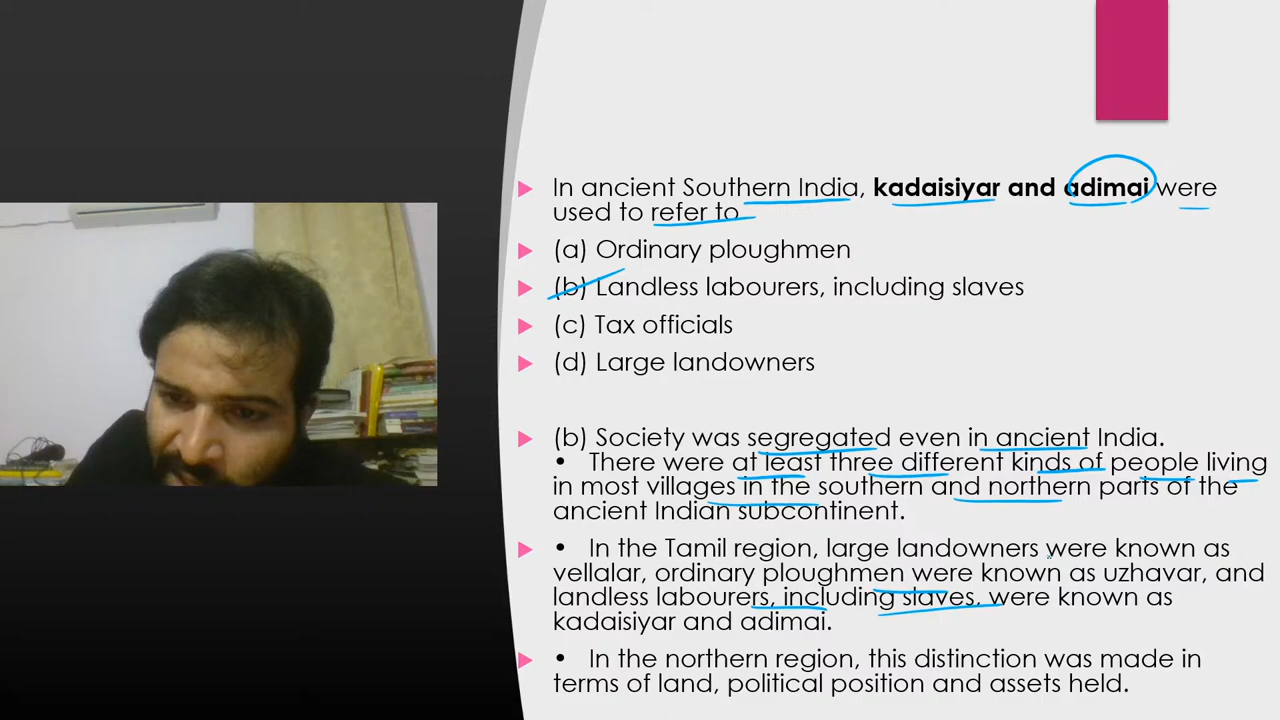 In ancient Southern India, kadaisiyar and adimai were
used to refer to
(a) Ordinary ploughmen
(b) Landless labourers, including slaves
(c) Tax officials
(d) Large landowners
(b) Society was segregated even in ancient India.
• There were at least three different kinds of people living
in most villages in the southern and northern parts of the
ancient Indian subcontinent.
• In the Tamil region, large landowners were known as
vellalar, ordinary ploughmen were known as uzhavar, and
landless labourers, including slaves, were known as
kadaisiyar and adimai.
• In the northern region, this distinction was made in
terms of land, political position and assets held.